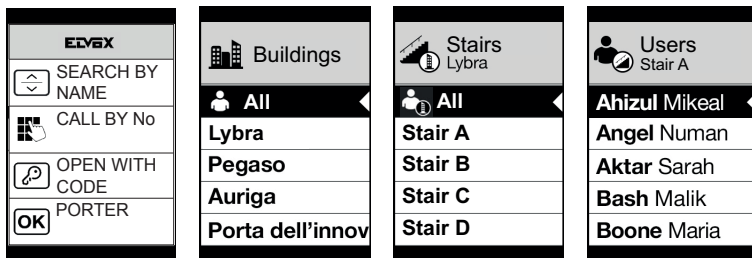 ELVOX
SEARCH BY
NAME
CALL BY No
OPEN WITH
CODE
OK PORTER
Buildings
All
Lybra
Pegaso
Auriga
Porta dell'innov
Stairs
Lybra
All
Stair A
Stair B
Stair C
Stair D
Users
Stair A
Ahizul Mikeal
Angel Numan
Aktar Sarah
Bash Malik
Boone Maria